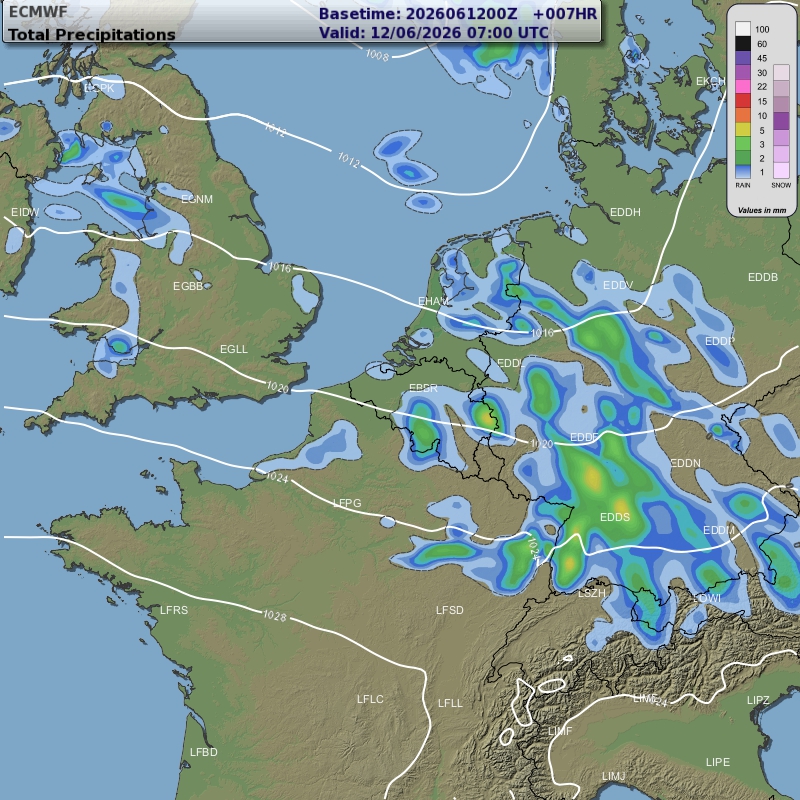 ECMWF
Total Precipitations
Basetime: 2026061200Z +007HR
Valid: 12/06/2026 07:00 UTC
100
60
45
30
22
15
10
5
3
2
1
RAIN
SNOW
Values in mm
1008
EKCH
1012
1012
EIDW
EGNM
EDDH
1016
EGBB
EDDV
EDDB
EHAM
1016
EDDP
EGLL
EDDL
1020
EBBR
1020
EDDF
EDDN
1024
LFPG
EDDS
EDDM
1024
LSZH
LOWI
LFRS
LFSD
1028
LFLC
LFLL
1024
LIPZ
LIMF
LFBD
LIPE
LIMJ